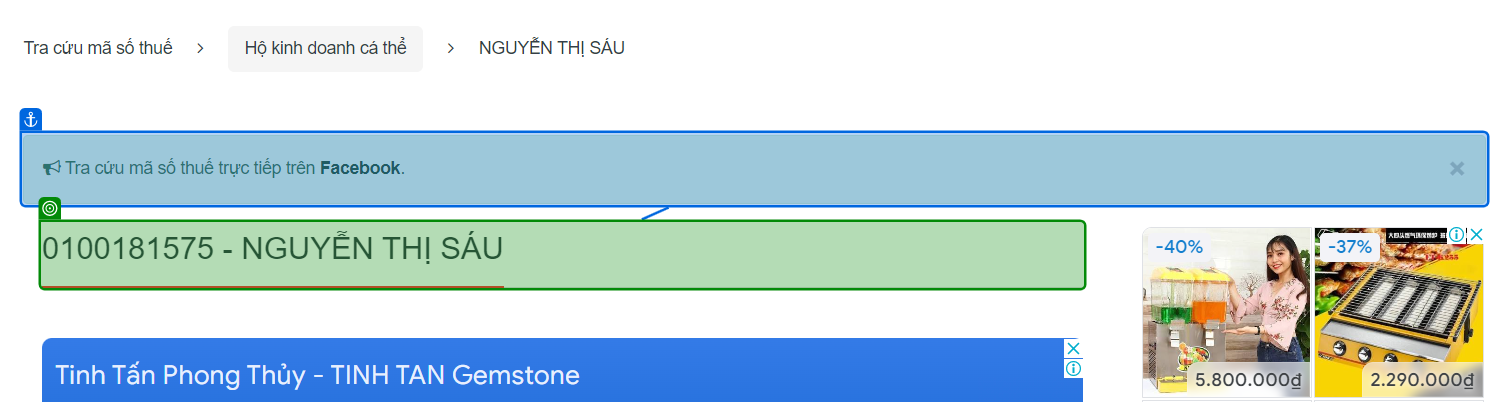 Tra cứu mã số thuế > Hộ kinh doanh cá thể > NGUYỄN THỊ SÁU
Tra cứu mã số thuế trực tiếp trên Facebook.
×
0100181575 - NGUYỄN THỊ SÁU
Tinh Tấn Phong Thủy - TINH TAN Gemstone
-40%
5.800.000₫
-37%
2.290.000₫